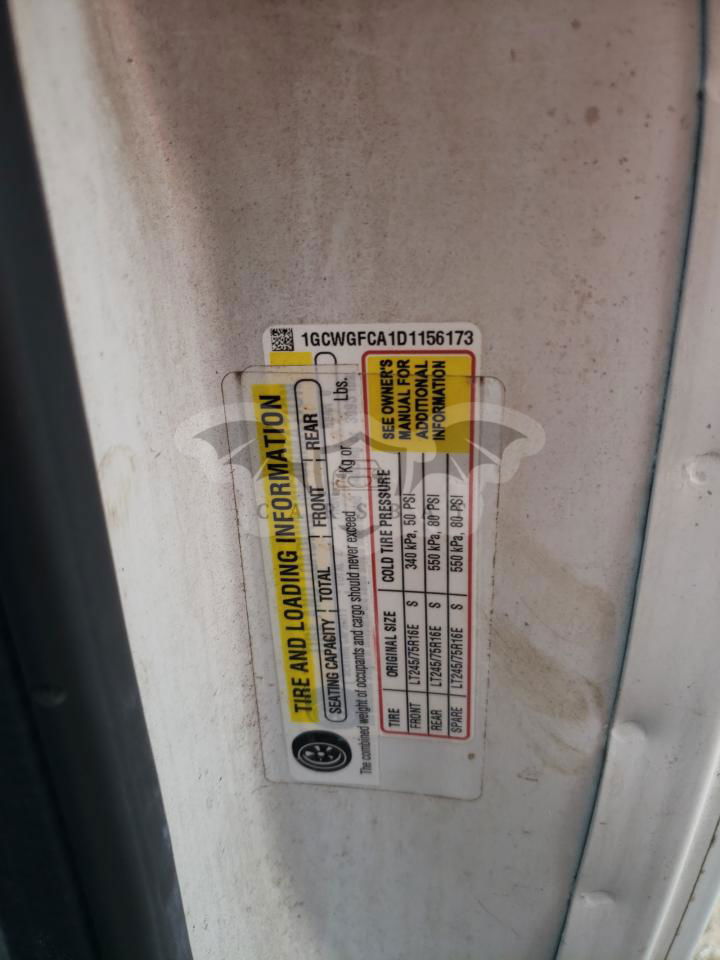 1GCWGFCA1D1156173
TIRE AND LOADING INFORMATION
SEATING CAPACITY TOTAL FRONT REAR
The combined weight of occupants and cargo should never exceed Kg or Lbs.
TIRE ORIGINAL SIZE COLD TIRE PRESSURE
FRONT LT245/75R16E S 340 kPa, 50 PSI
REAR LT245/75R16E S 550 kPa, 80 PSI
SPARE LT245/75R16E S 550 kPa, 80 PSI
SEE OWNER'S
MANUAL FOR
ADDITIONAL
INFORMATION